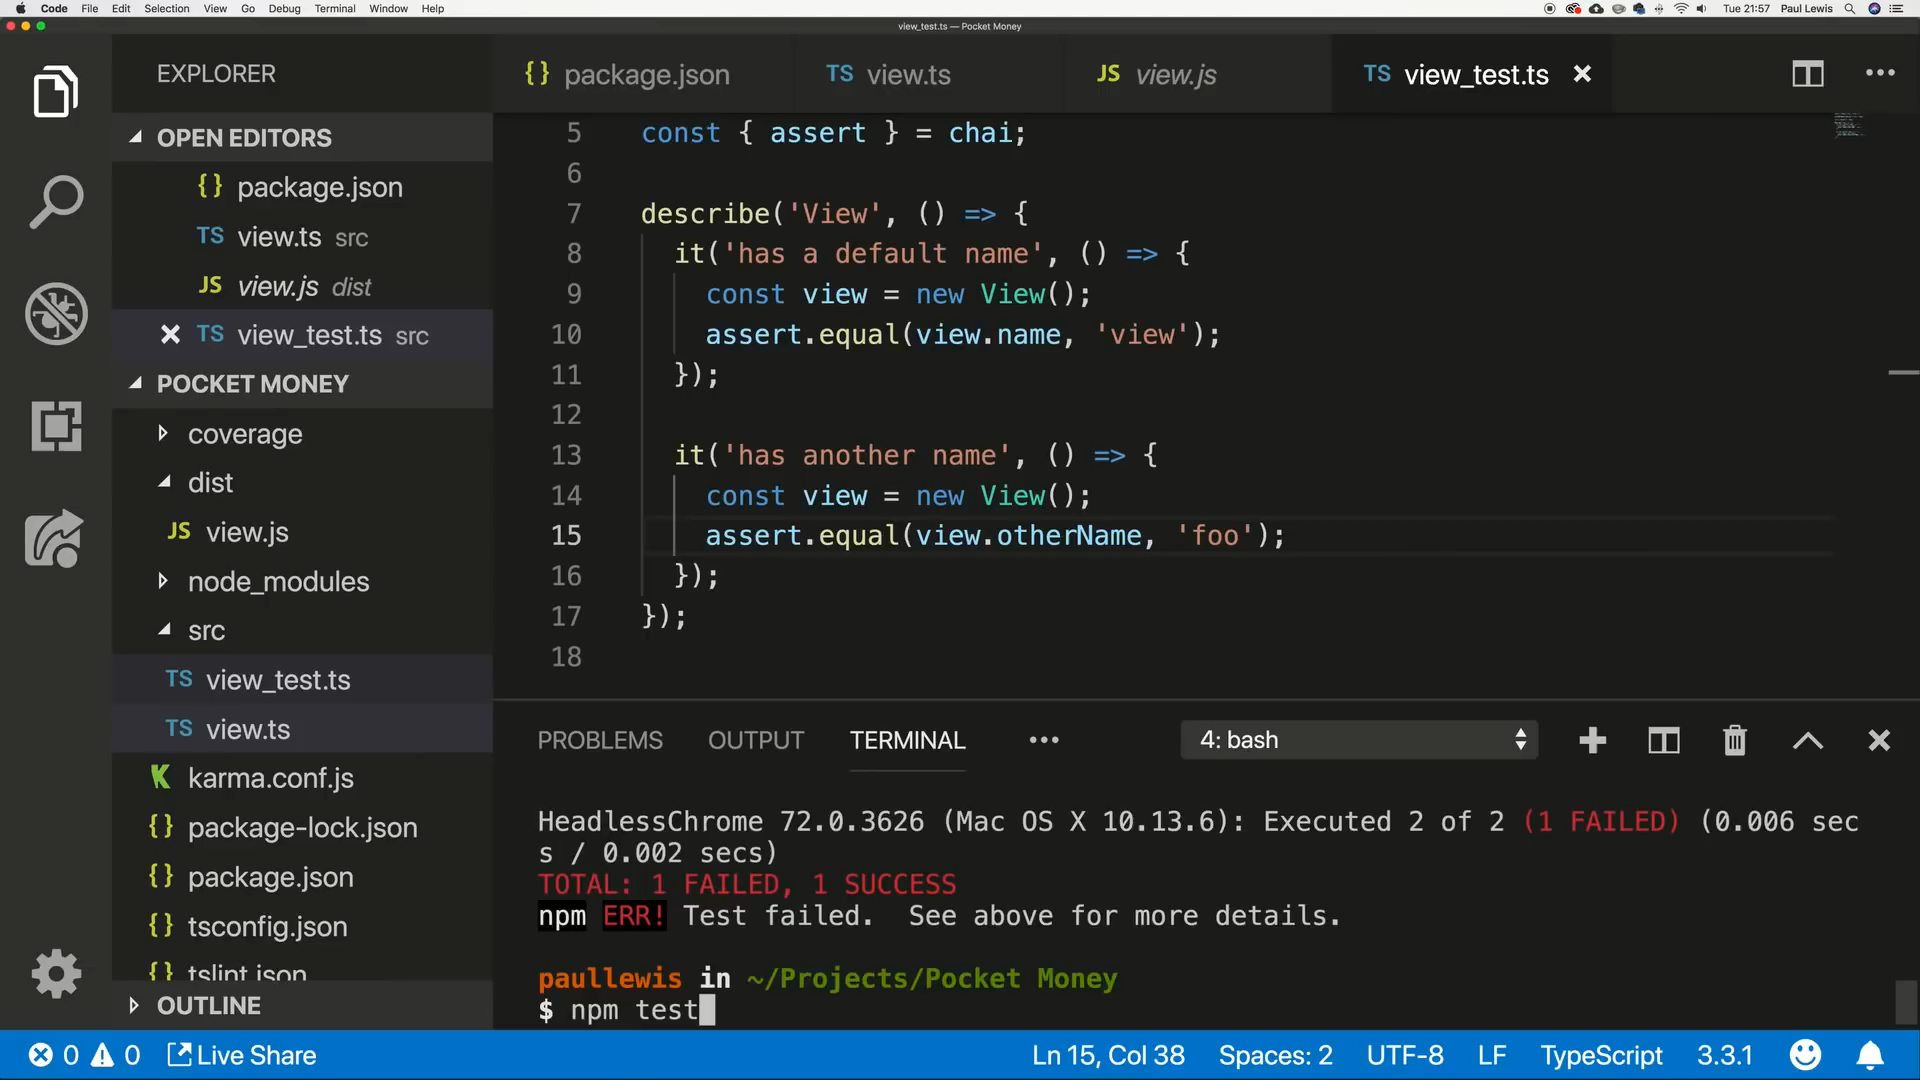 Code File Edit Selection View Go Debug Terminal Window Help
Tue 21:57 Paul Lewis
view_test.ts — Pocket Money
EXPLORER
OPEN EDITORS
{} package.json
TS view.ts src
JS view.js dist
TS view_test.ts src
POCKET MONEY
coverage
dist
JS view.js
node_modules
src
TS view_test.ts
TS view.ts
K karma.conf.js
{} package-lock.json
{} package.json
{} tsconfig.json
{} tslint.json
OUTLINE
{} package.json
TS view.ts
JS view.js
TS view_test.ts
5 const { assert } = chai;
6
7 describe('View', () => {
8 it('has a default name', () => {
9 const view = new View();
10 assert.equal(view.name, 'view');
11 });
12
13 it('has another name', () => {
14 const view = new View();
15 assert.equal(view.otherName, 'foo');
16 });
17 });
18
PROBLEMS OUTPUT TERMINAL
4: bash
HeadlessChrome 72.0.3626 (Mac OS X 10.13.6): Executed 2 of 2 (1 FAILED) (0.006 sec
s / 0.002 secs)
TOTAL: 1 FAILED, 1 SUCCESS
npm ERR! Test failed.  See above for more details.
paullewis in ~/Projects/Pocket Money
$ npm test
0 0 Live Share
Ln 15, Col 38 Spaces: 2 UTF-8 LF TypeScript 3.3.1